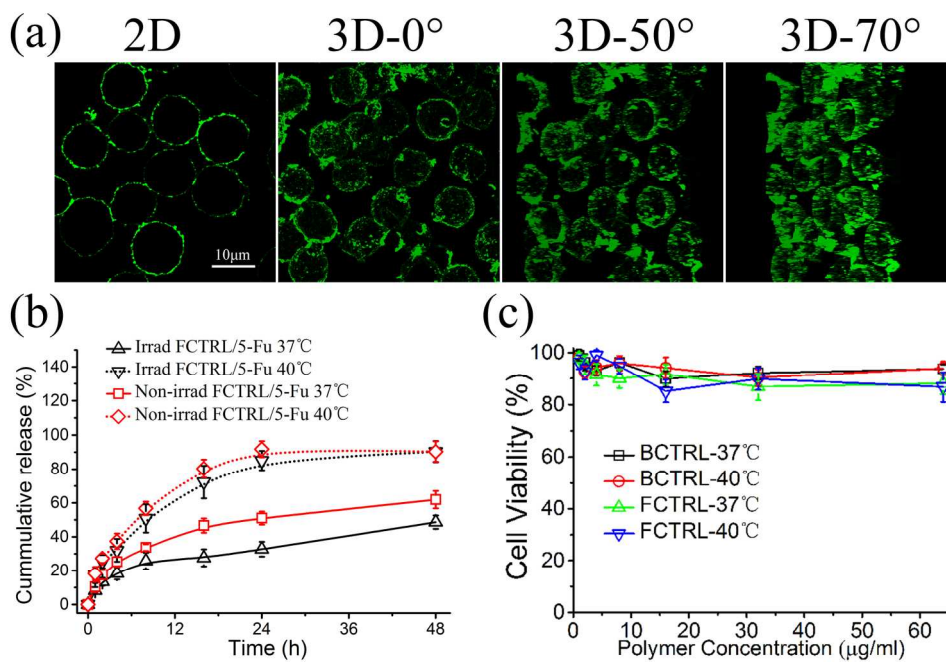 (a) 2D 3D-0° 3D-50° 3D-70°
10μm
(b)
Irrad FCTRL/5-Fu 37℃
Irrad FCTRL/5-Fu 40℃
Non-irrad FCTRL/5-Fu 37℃
Non-irrad FCTRL/5-Fu 40℃
140
120
100
80
60
40
20
0
Cummulative release (%)
0 12 24 36 48
Time (h)
(c)
100
80
60
40
20
0
Cell Viability (%)
BCTRL-37℃
BCTRL-40℃
FCTRL-37℃
FCTRL-40℃
0 10 20 30 40 50 60
Polymer Concentration (μg/ml)